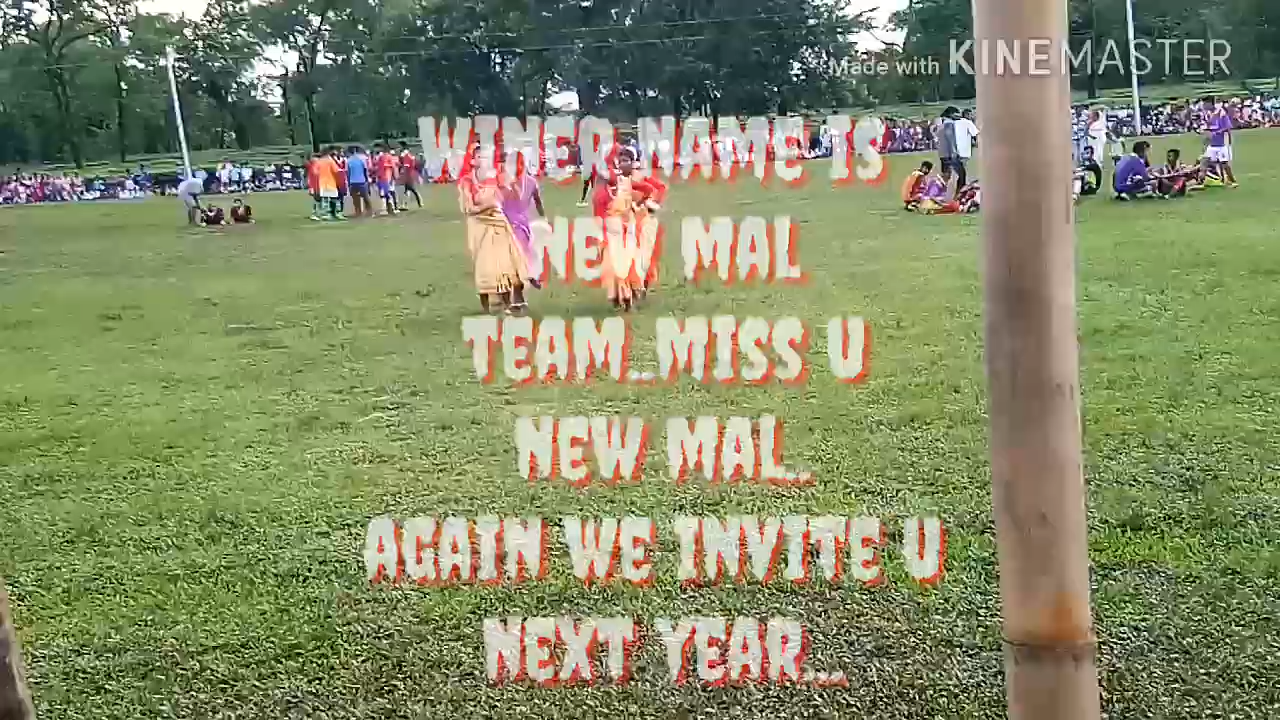 Made with KINEMASTER
WINER NAME IS
NEW MAL
TEAM..MISS U
NEW MAL..
AGAIN WE INVITE U
NEXT YEAR...